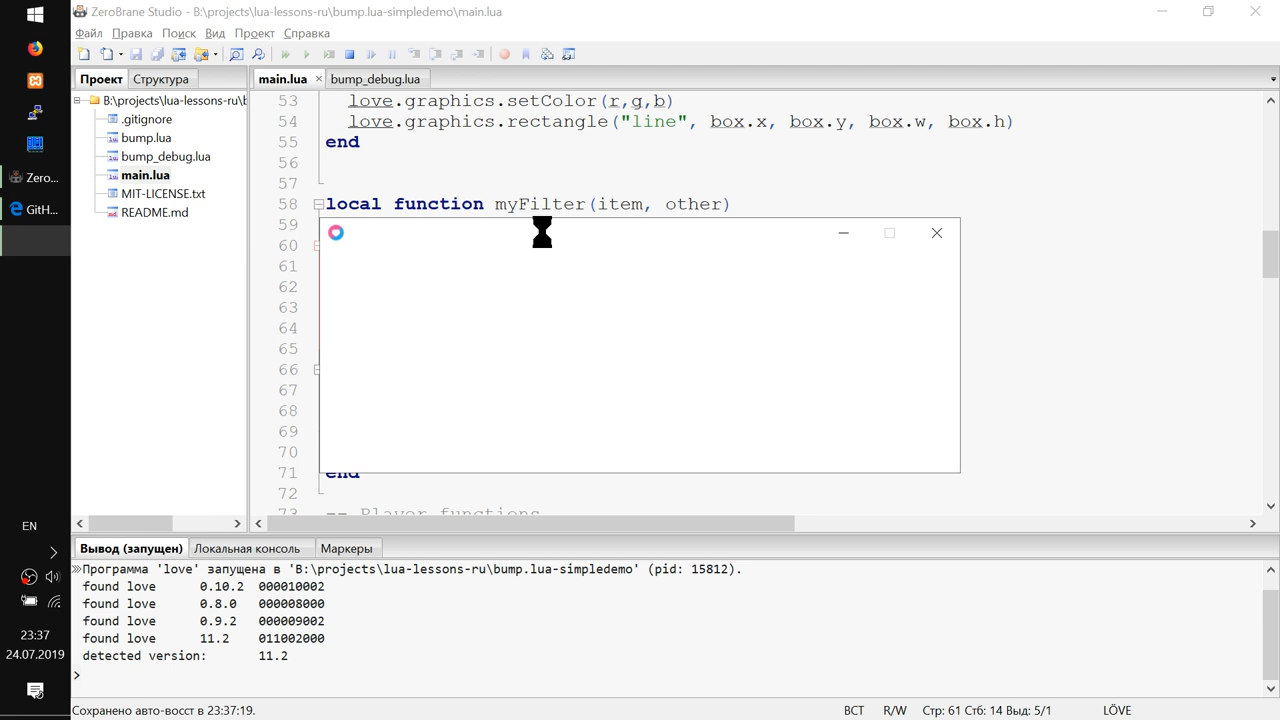 ZeroBrane Studio - B:\projects\lua-lessons-ru\bump.lua-simpledemo\main.lua
Файл Правка Поиск Вид Проект Справка
Проект Структура
B:\projects\lua-lessons-ru\b
.gitignore
bump.lua
bump_debug.lua
main.lua
MIT-LICENSE.txt
README.md
main.lua bump_debug.lua
53 love.graphics.setColor(r,g,b)
54 love.graphics.rectangle("line", box.x, box.y, box.w, box.h)
55 end
56
57
58 local function myFilter(item, other)
59
60
61
62
63
64
65
66
67
68
69
70
71 end
72
73 -- Player functions
Zero...
GitH...
EN
23:37
24.07.2019
Вывод (запущен) Локальная консоль Маркеры
Программа 'love' запущена в 'B:\projects\lua-lessons-ru\bump.lua-simpledemo' (pid: 15812).
found love 0.10.2 000010002
found love 0.8.0 000008000
found love 0.9.2 000009002
found love 11.2 011002000
detected version: 11.2
>
Сохранено авто-восст в 23:37:19. ВСТ R/W Стр: 61 Стб: 14 Выд: 5/1 LÖVE